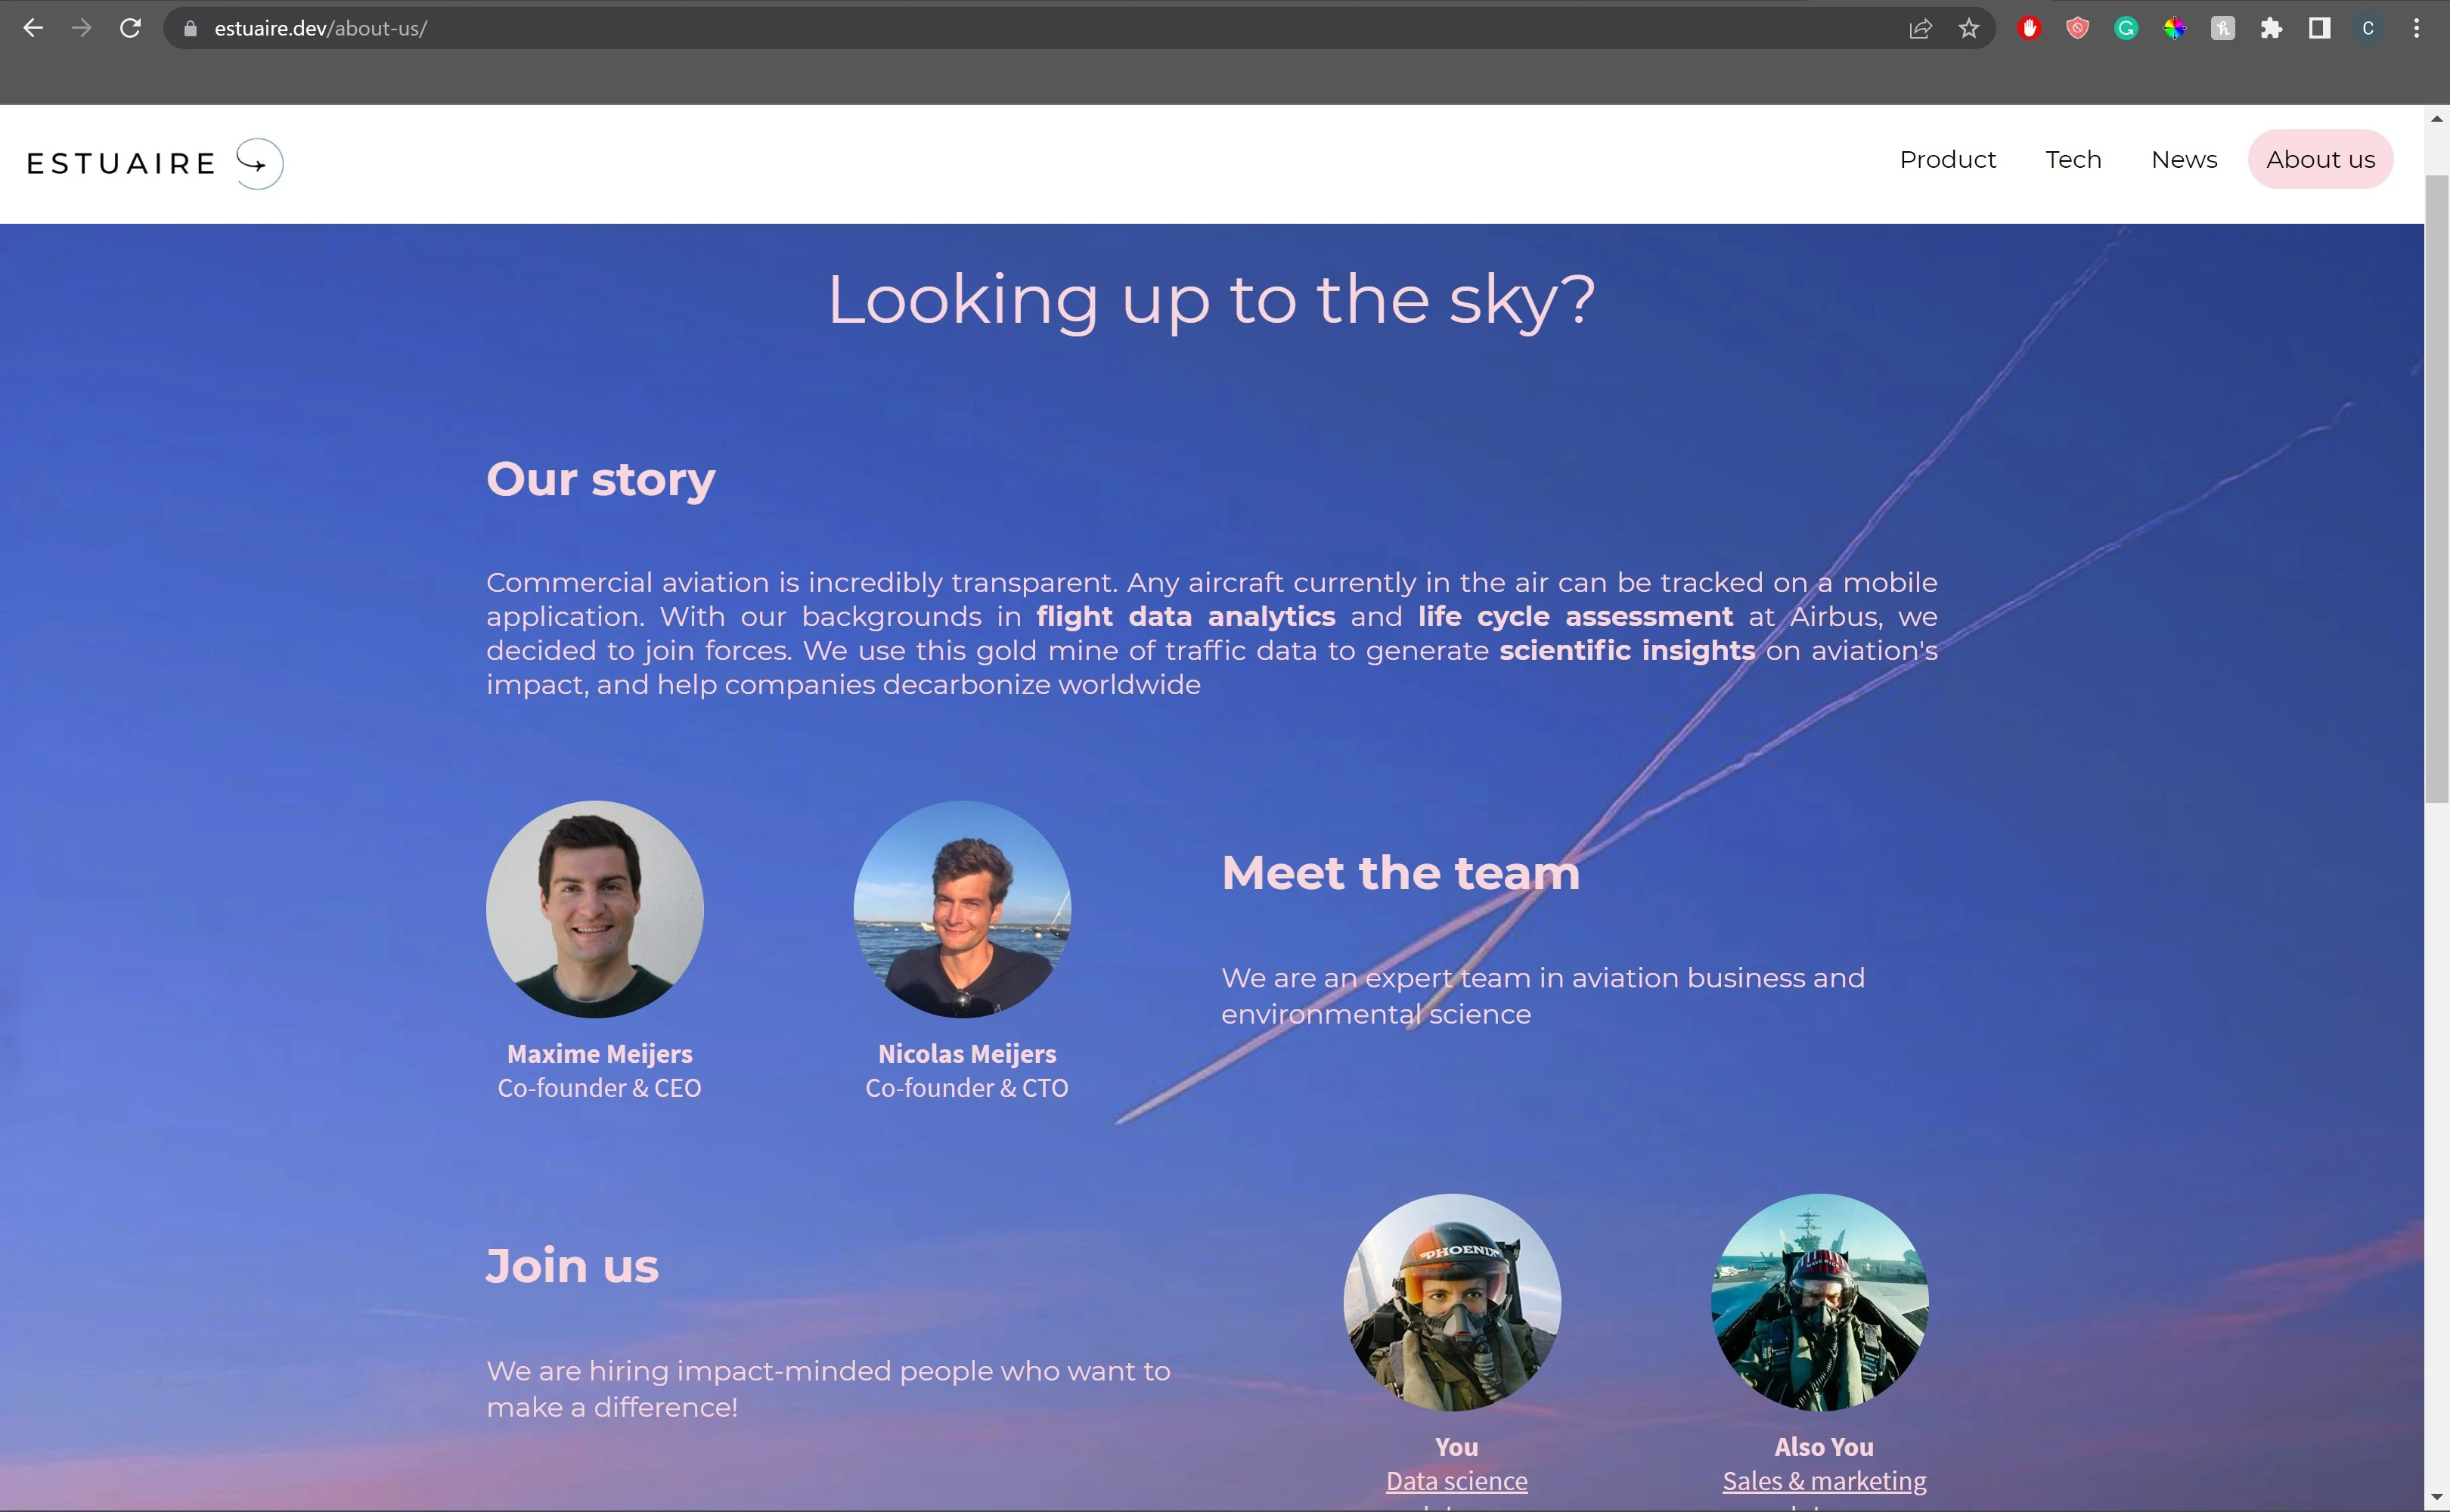 estuaire.dev/about-us/
C
ESTUAIRE
Product
Tech
News
About us
Looking up to the sky?
Our story
Commercial aviation is incredibly transparent. Any aircraft currently in the air can be tracked on a mobile
application. With our backgrounds in flight data analytics and life cycle assessment at Airbus, we
decided to join forces. We use this gold mine of traffic data to generate scientific insights on aviation's
impact, and help companies decarbonize worldwide
Maxime Meijers
Co-founder & CEO
Nicolas Meijers
Co-founder & CTO
Meet the team
We are an expert team in aviation business and
environmental science
Join us
We are hiring impact-minded people who want to
make a difference!
PHOENIX
You
Data science
Also You
Sales & marketing